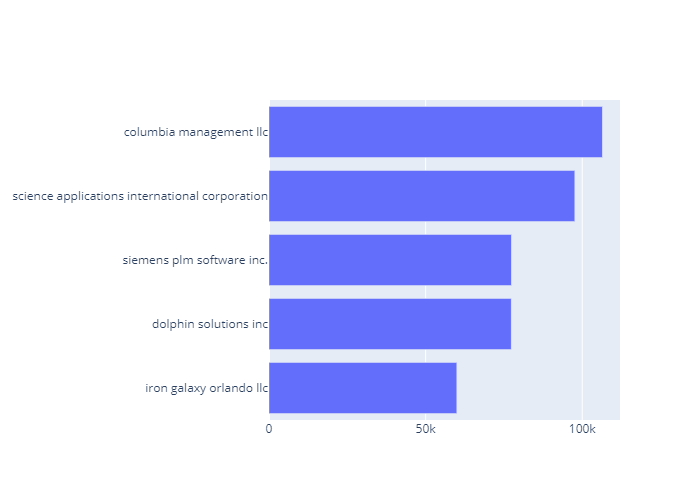 columbia management llc
science applications international corporation
siemens plm software inc.
dolphin solutions inc
iron galaxy orlando llc
0 50k 100k